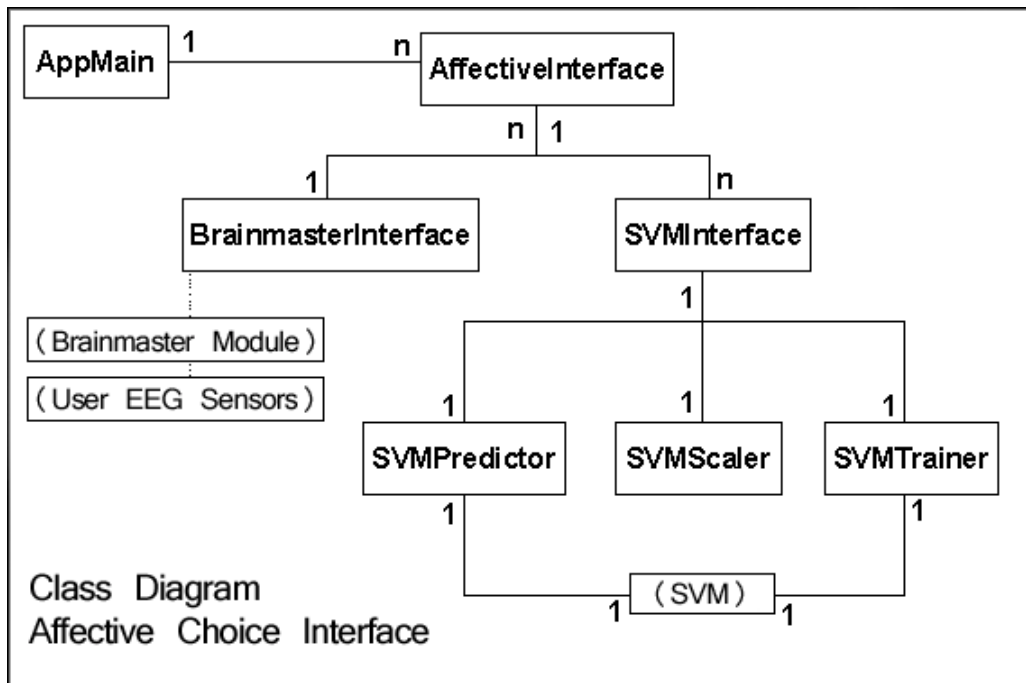 1 n
AppMain
AffectiveInterface
n 1
1 n
BrainmasterInterface
SVMInterface
1
(Brainmaster Module)
(User EEG Sensors)
1 1 1
SVMPredictor
SVMScaler
SVMTrainer
1 1
(SVM)
1 1
Class Diagram
Affective Choice Interface